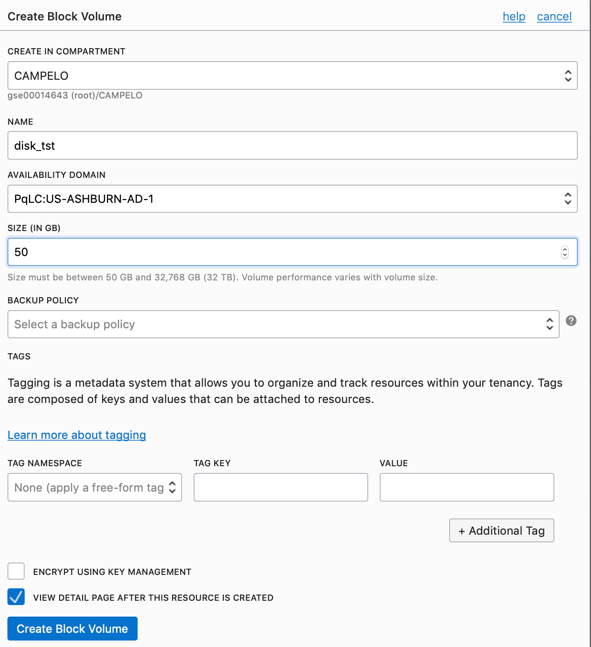 Create Block Volume help cancel
CREATE IN COMPARTMENT
CAMPELO
gse00014643 (root)/CAMPELO
NAME
disk_tst
AVAILABILITY DOMAIN
PqLC:US-ASHBURN-AD-1
SIZE (IN GB)
50
Size must be between 50 GB and 32,768 GB (32 TB). Volume performance varies with volume size.
BACKUP POLICY
Select a backup policy
TAGS
Tagging is a metadata system that allows you to organize and track resources within your tenancy. Tags
are composed of keys and values that can be attached to resources.
Learn more about tagging
TAG NAMESPACE TAG KEY VALUE
None (apply a free-form tag
+ Additional Tag
ENCRYPT USING KEY MANAGEMENT
VIEW DETAIL PAGE AFTER THIS RESOURCE IS CREATED
Create Block Volume